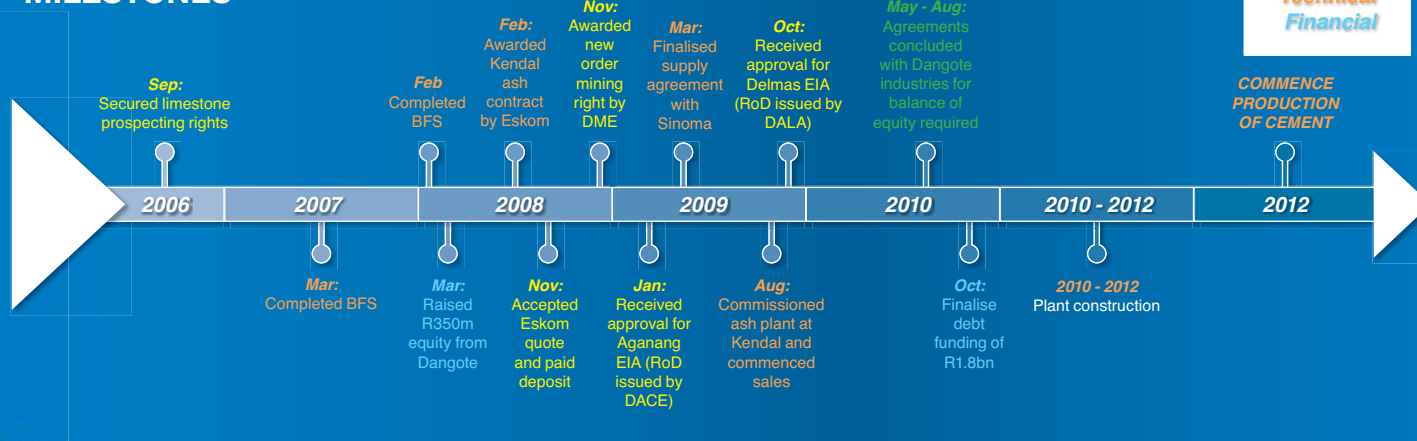 MILESTONES
Technical
Financial
Sep:
Secured limestone
prospecting rights
Feb
Completed
BFS
Feb:
Awarded
Kendal
ash
contract
by Eskom
Nov:
Awarded
new
order
mining
right by
DME
Mar:
Finalised
supply
agreement
with
Sinoma
Oct:
Received
approval for
Delmas EIA
(RoD issued by
DALA)
May - Aug:
Agreements
concluded
with Dangote
industries for
balance of
equity required
COMMENCE
PRODUCTION
OF CEMENT
2006
2007
2008
2009
2010
2010 - 2012
2012
Mar:
Completed BFS
Mar:
Raised
R350m
equity from
Dangote
Nov:
Accepted
Eskom
quote
and paid
deposit
Jan:
Received
approval for
Aganang
EIA (RoD
issued by
DACE)
Aug:
Commissioned
ash plant at
Kendal and
commenced
sales
Oct:
Finalise
debt
funding of
R1.8bn
2010 - 2012
Plant construction